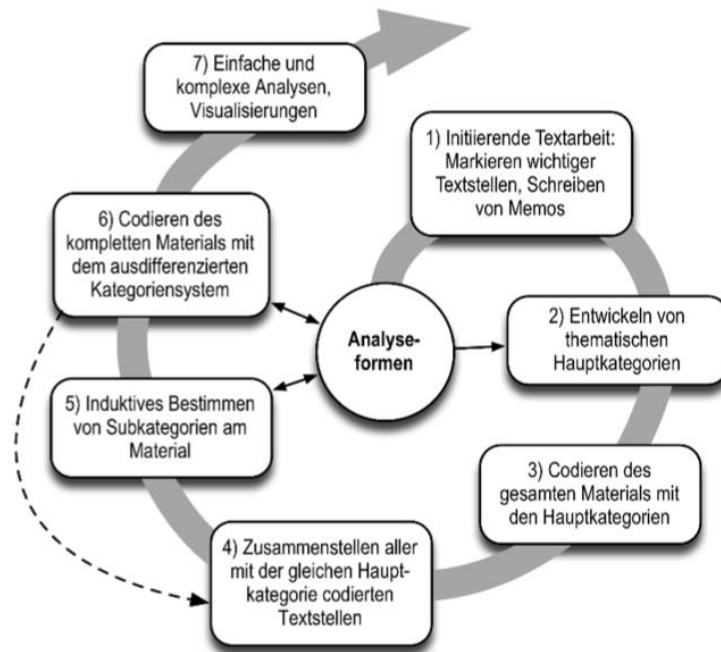 7) Einfache und
komplexe Analysen,
Visualisierungen
1) Initiierende Textarbeit:
Markieren wichtiger
Textstellen, Schreiben
von Memos
6) Codieren des
kompletten Materials mit
dem ausdifferenzierten
Kategoriensystem
Analyse-
formen
2) Entwickeln von
thematischen
Hauptkategorien
5) Induktives Bestimmen
von Subkategorien am
Material
3) Codieren des
gesamten Materials mit
den Hauptkategorien
4) Zusammenstellen aller
mit der gleichen Haupt-
kategorie codierten
Textstellen